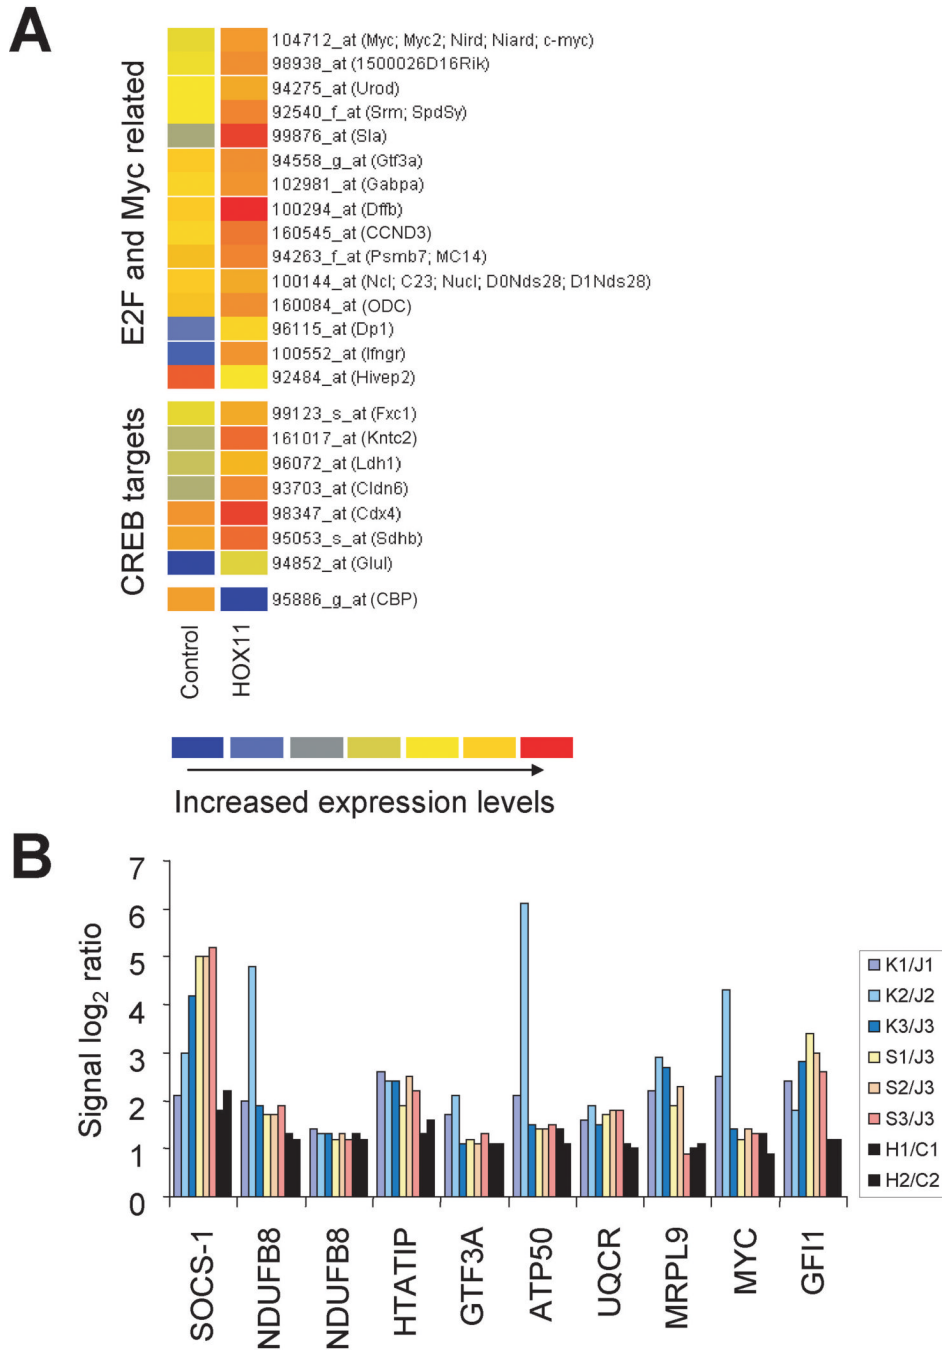 A
E2F and Myc related
104712_at (Myc; Myc2; Nird; Niard; c-myc)
98938_at (1500026D16Rik)
94275_at (Urod)
92540_f_at (Srm; SpdSy)
99876_at (Sla)
94558_g_at (Gtf3a)
102981_at (Gabpa)
100294_at (Dffb)
160545_at (CCND3)
94263_f_at (Psmb7; MC14)
100144_at (Ncl; C23; Nucl; D0Nds28; D1Nds28)
160084_at (ODC)
96115_at (Dp1)
100552_at (Ifngr)
92484_at (Hivep2)
CREB targets
99123_s_at (Fxc1)
161017_at (Kntc2)
96072_at (Ldh1)
93703_at (Cldn6)
98347_at (Cdx4)
95053_s_at (Sdhb)
94852_at (Glul)
95886_g_at (CBP)
Control
HOX11
Increased expression levels
B
Signal log2 ratio
7
6
5
4
3
2
1
0
SOCS-1
NDUFB8
NDUFB8
HTATIP
GTF3A
ATP50
UQCR
MRPL9
MYC
GFI1
K1/J1
K2/J2
K3/J3
S1/J3
S2/J3
S3/J3
H1/C1
H2/C2